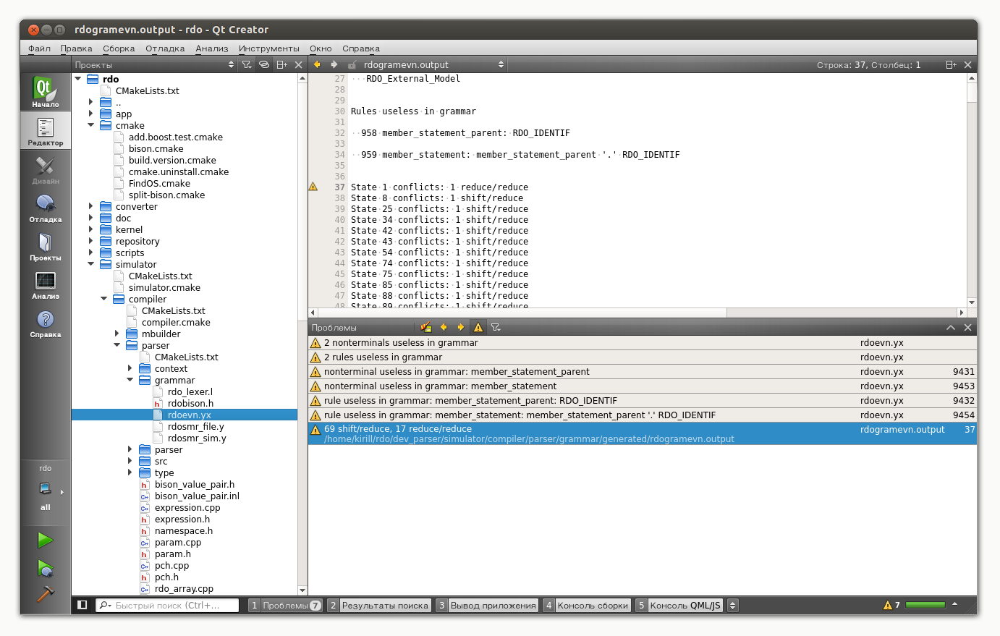 rdogramevn.output - rdo - Qt Creator
Файл Правка Сборка Отладка Анализ Инструменты Окно Справка
Проекты
rdogramevn.output
Строка: 37, Столбец: 1
Qt
Начало
Редактор
Дизайн
Отладка
Проекты
Анализ
Справка
rdo
all
rdo
CMakeLists.txt
..
app
cmake
add.boost.test.cmake
bison.cmake
build.version.cmake
cmake.uninstall.cmake
FindOS.cmake
split-bison.cmake
converter
doc
kernel
repository
scripts
simulator
CMakeLists.txt
simulator.cmake
compiler
CMakeLists.txt
compiler.cmake
mbuilder
parser
CMakeLists.txt
context
grammar
rdo_lexer.l
rdobison.h
rdoevn.yx
rdosmr_file.y
rdosmr_sim.y
parser
src
type
bison_value_pair.h
bison_value_pair.inl
expression.cpp
expression.h
namespace.h
param.cpp
param.h
pch.cpp
pch.h
rdo_array.cpp
27 RDO_External_Model
28
29
30 Rules useless in grammar
31
32 958 member_statement_parent: RDO_IDENTIF
33
34 959 member_statement: member_statement_parent '.' RDO_IDENTIF
35
36
37 State 1 conflicts: 1 reduce/reduce
38 State 8 conflicts: 1 shift/reduce
39 State 25 conflicts: 1 shift/reduce
40 State 34 conflicts: 1 shift/reduce
41 State 42 conflicts: 1 shift/reduce
42 State 43 conflicts: 1 shift/reduce
43 State 54 conflicts: 1 shift/reduce
44 State 74 conflicts: 1 shift/reduce
45 State 75 conflicts: 1 shift/reduce
46 State 85 conflicts: 1 shift/reduce
47 State 88 conflicts: 1 shift/reduce
48 State 89 conflicts: 1 shift/reduce
Проблемы
2 nonterminals useless in grammar rdoevn.yx
2 rules useless in grammar rdoevn.yx
nonterminal useless in grammar: member_statement_parent rdoevn.yx 9431
nonterminal useless in grammar: member_statement rdoevn.yx 9453
rule useless in grammar: member_statement_parent: RDO_IDENTIF rdoevn.yx 9432
rule useless in grammar: member_statement: member_statement_parent '.' RDO_IDENTIF rdoevn.yx 9454
69 shift/reduce, 17 reduce/reduce rdogramevn.output 37
/home/kirill/rdo/dev_parser/simulator/compiler/parser/grammar/generated/rdogramevn.output
Быстрый поиск (Ctrl+... 1 Проблемы 7 2 Результаты поиска 3 Вывод приложения 4 Консоль сборки 5 Консоль QML/JS 7